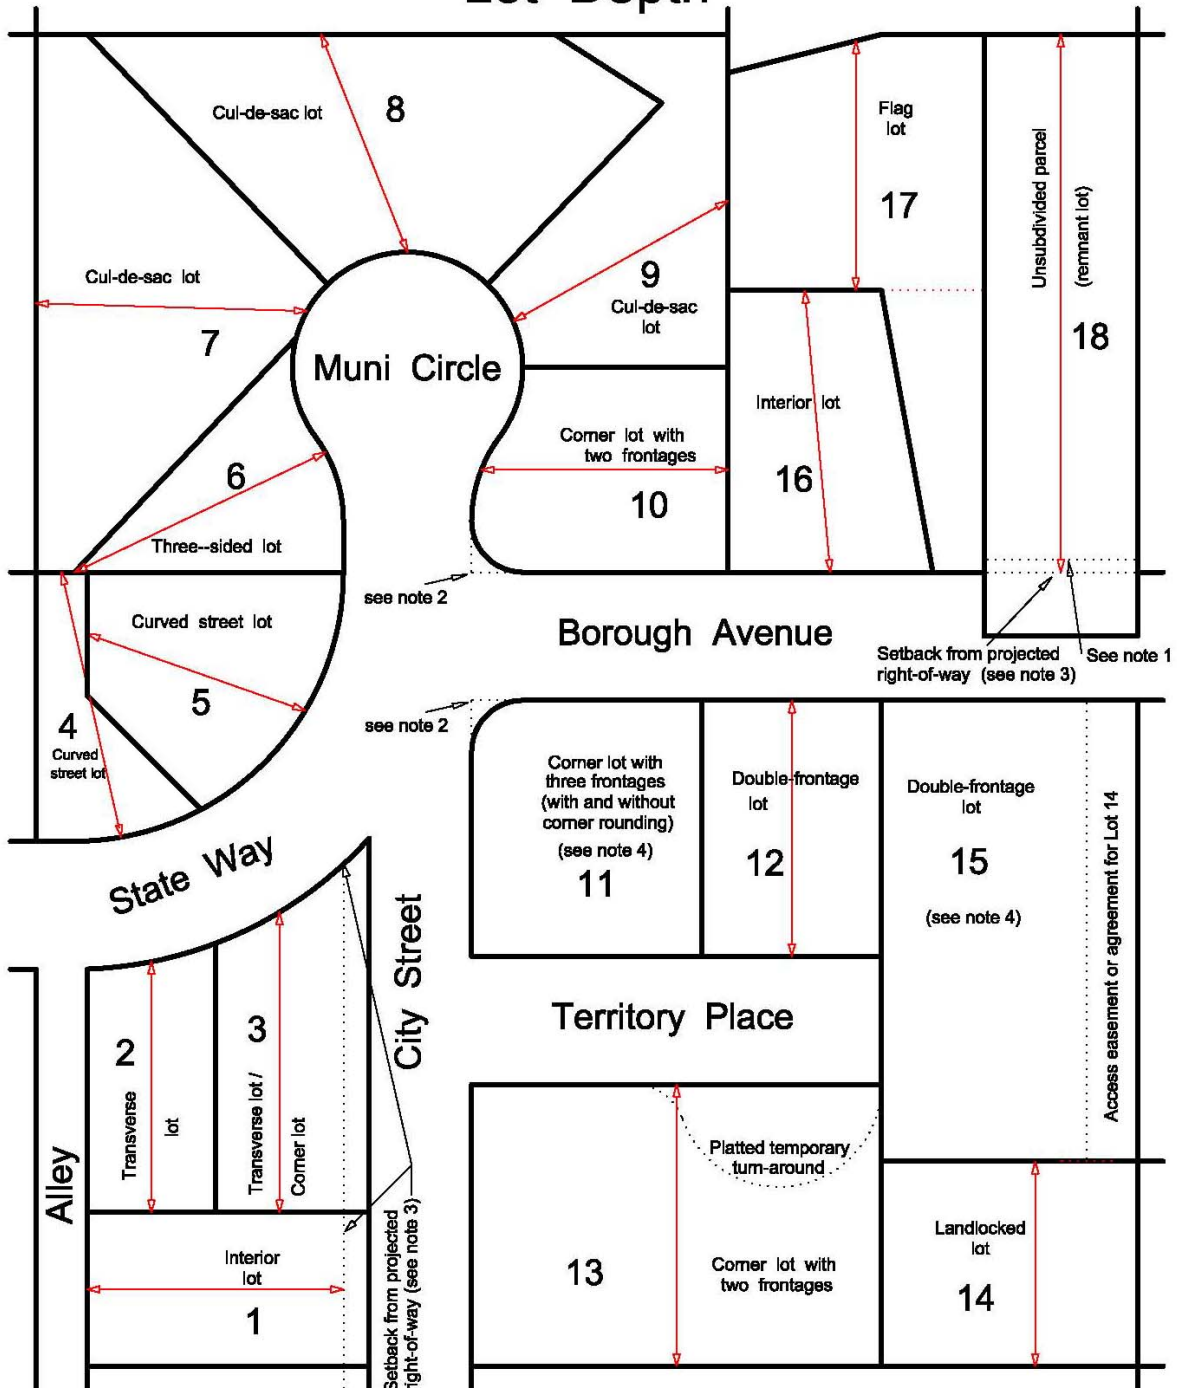 Lot Depth
Cul-de-sac lot
8
Flag
lot
17
Unsubdivided parcel
(remnant lot)
18
Cul-de-sac lot
7
9
Cul-de-sac
lot
Muni Circle
Interior lot
16
Corner lot with
two frontages
10
6
Three--sided lot
see note 2
Curved street lot
5
Borough Avenue
Setback from projected
right-of-way (see note 3)
See note 1
4
Curved
street lot
see note 2
Corner lot with
three frontages
(with and without
corner rounding)
(see note 4)
11
Double-frontage
lot
12
Double-frontage
lot
15
(see note 4)
Access easement or agreement for Lot 14
State Way
City Street
Territory Place
2
Transverse
lot
3
Transverse lot /
Corner lot
Alley
Platted temporary
turn-around
Setback from projected
right-of-way (see note 3)
Interior
lot
1
13
Corner lot with
two frontages
Landlocked
lot
14